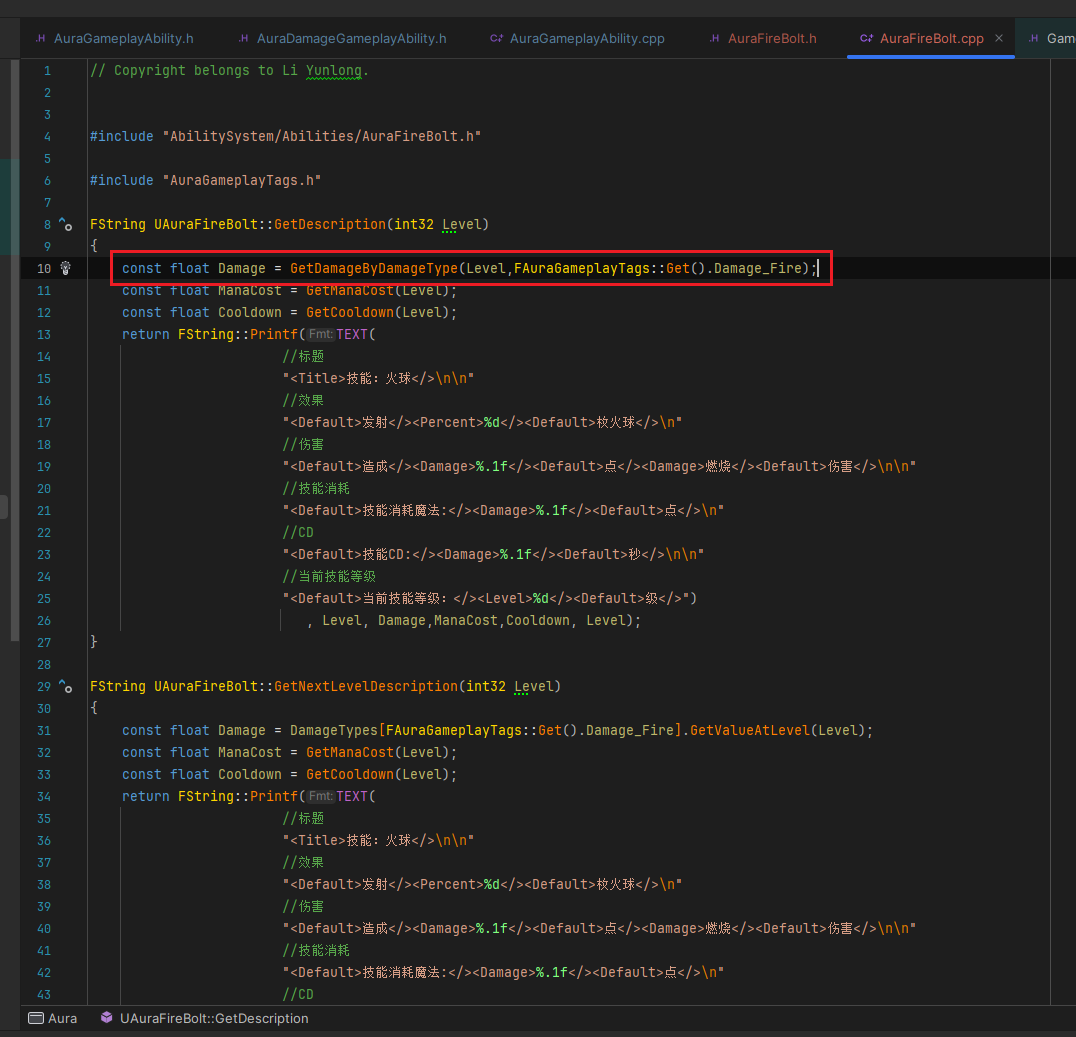 AuraGameplayAbility.h AuraDamageGameplayAbility.h AuraGameplayAbility.cpp AuraFireBolt.h AuraFireBolt.cpp Gam
1 // Copyright belongs to Li Yunlong.
2
3
4 #include "AbilitySystem/Abilities/AuraFireBolt.h"
5
6 #include "AuraGameplayTags.h"
7
8 FString UAuraFireBolt::GetDescription(int32 Level)
9 {
10 const float Damage = GetDamageByDamageType(Level,FAuraGameplayTags::Get().Damage_Fire);
11 const float ManaCost = GetManaCost(Level);
12 const float Cooldown = GetCooldown(Level);
13 return FString::Printf( Fmt: TEXT(
14 //标题
15 "<Title>技能：火球</>\n\n"
16 //效果
17 "<Default>发射</><Percent>%d</><Default>枚火球</>\n"
18 //伤害
19 "<Default>造成</><Damage>%.1f</><Default>点</><Damage>燃烧</><Default>伤害</>\n\n"
20 //技能消耗
21 "<Default>技能消耗魔法:</><Damage>%.1f</><Default>点</>\n"
22 //CD
23 "<Default>技能CD:</><Damage>%.1f</><Default>秒</>\n\n"
24 //当前技能等级
25 "<Default>当前技能等级：</><Level>%d</><Default>级</>")
26 , Level, Damage,ManaCost,Cooldown, Level);
27 }
28
29 FString UAuraFireBolt::GetNextLevelDescription(int32 Level)
30 {
31 const float Damage = DamageTypes[FAuraGameplayTags::Get().Damage_Fire].GetValueAtLevel(Level);
32 const float ManaCost = GetManaCost(Level);
33 const float Cooldown = GetCooldown(Level);
34 return FString::Printf( Fmt: TEXT(
35 //标题
36 "<Title>技能：火球</>\n\n"
37 //效果
38 "<Default>发射</><Percent>%d</><Default>枚火球</>\n"
39 //伤害
40 "<Default>造成</><Damage>%.1f</><Default>点</><Damage>燃烧</><Default>伤害</>\n\n"
41 //技能消耗
42 "<Default>技能消耗魔法:</><Damage>%.1f</><Default>点</>\n"
43 //CD
Aura UAuraFireBolt::GetDescription